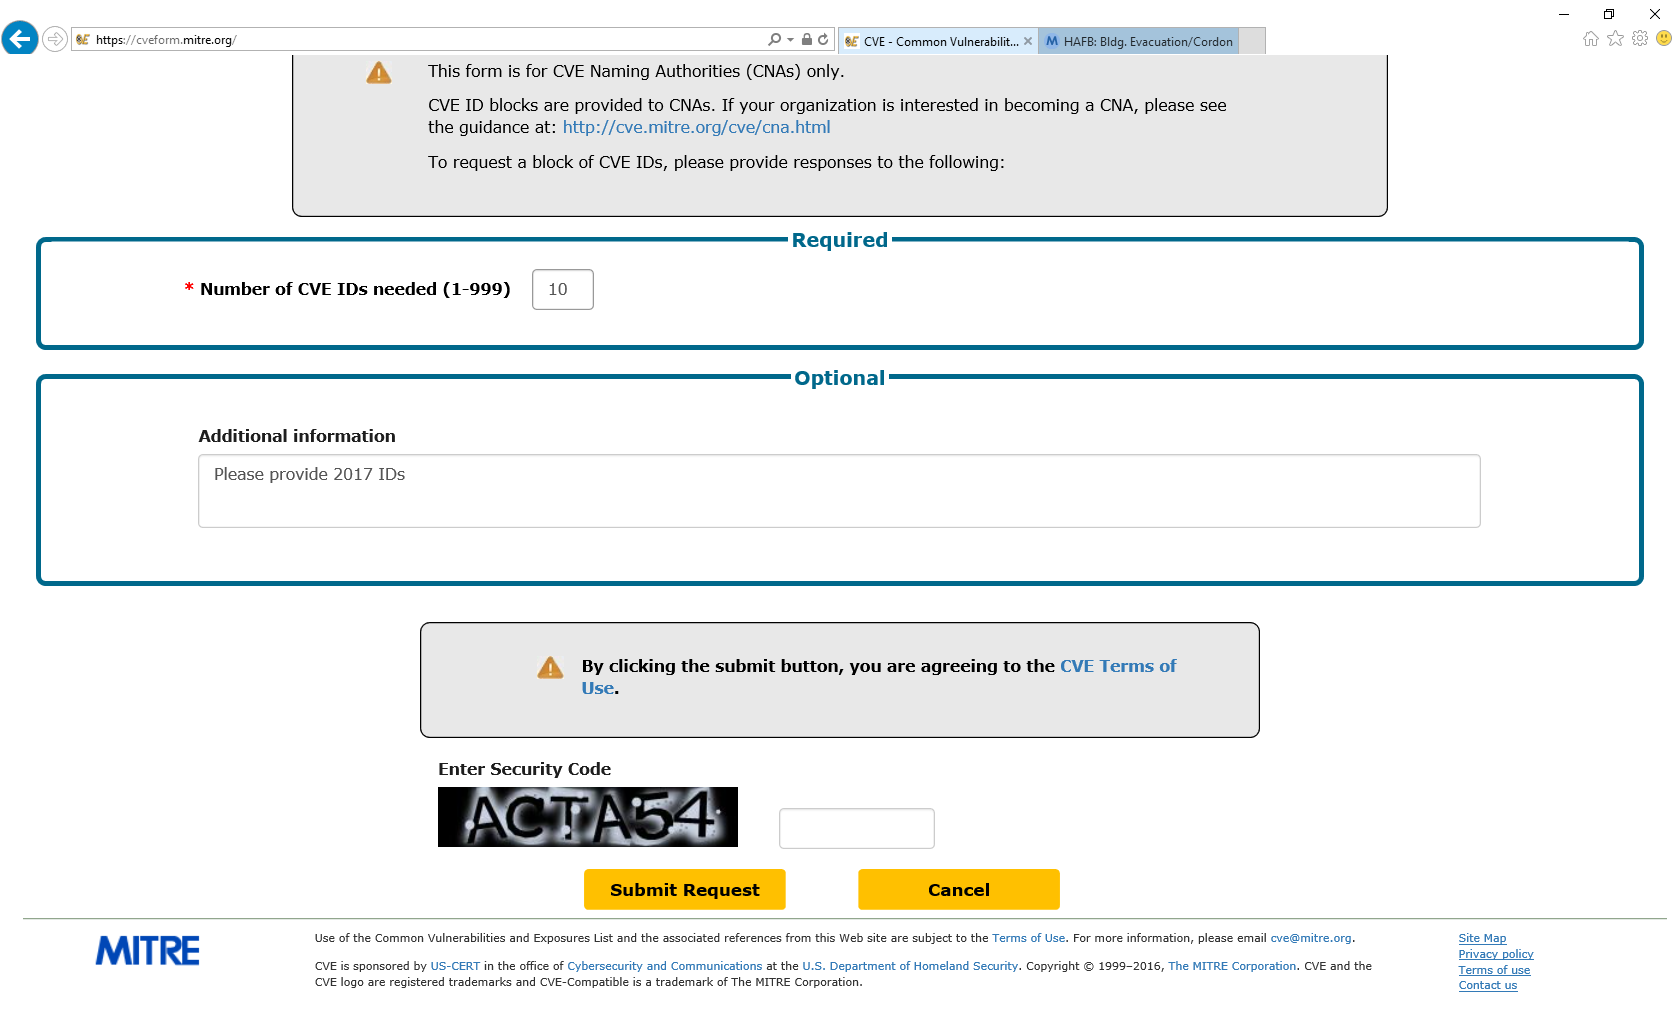 https://cveform.mitre.org/
CVE - Common Vulnerabilit...
HAFB: Bldg. Evacuation/Cordon
This form is for CVE Naming Authorities (CNAs) only.
CVE ID blocks are provided to CNAs. If your organization is interested in becoming a CNA, please see
the guidance at: http://cve.mitre.org/cve/cna.html
To request a block of CVE IDs, please provide responses to the following:
Required
* Number of CVE IDs needed (1-999) 10
Optional
Additional information
Please provide 2017 IDs
By clicking the submit button, you are agreeing to the CVE Terms of
Use.
Enter Security Code
ACTA54
Submit Request
Cancel
MITRE
Use of the Common Vulnerabilities and Exposures List and the associated references from this Web site are subject to the Terms of Use. For more information, please email cve@mitre.org.
CVE is sponsored by US-CERT in the office of Cybersecurity and Communications at the U.S. Department of Homeland Security. Copyright © 1999–2016, The MITRE Corporation. CVE and the
CVE logo are registered trademarks and CVE-Compatible is a trademark of The MITRE Corporation.
Site Map
Privacy policy
Terms of use
Contact us